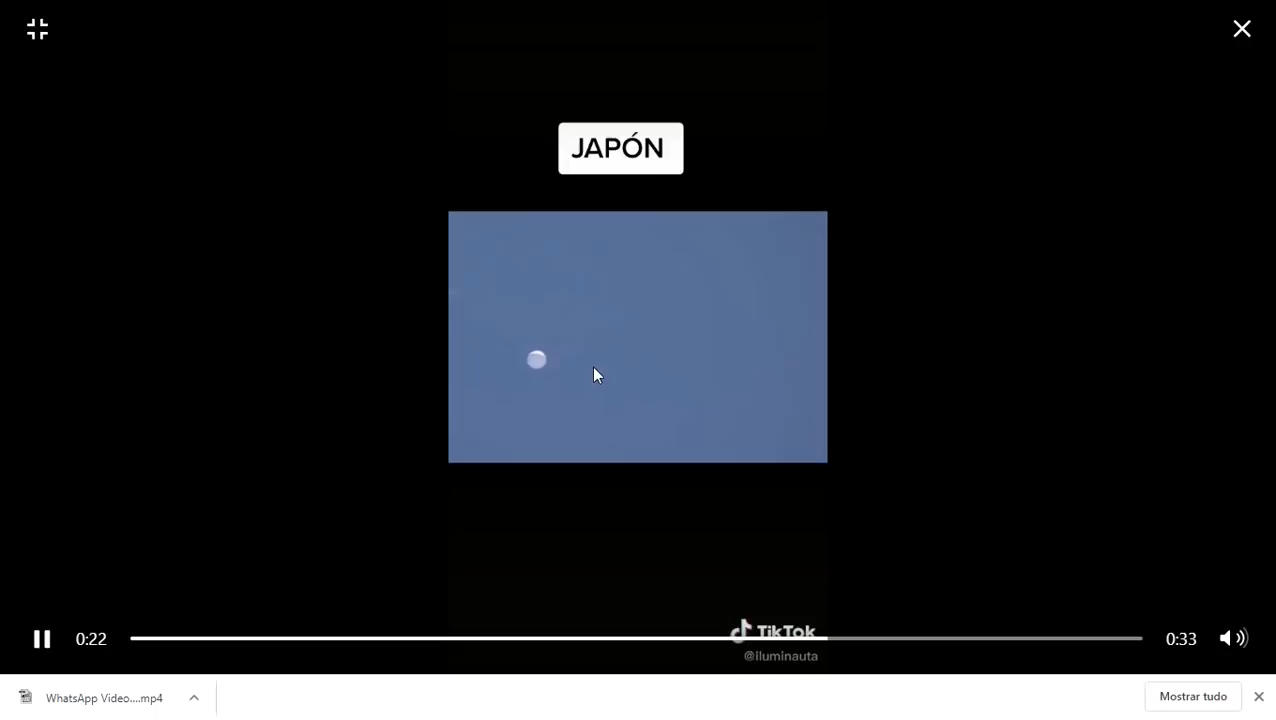 JAPÓN
TikTok
@iluminauta
0:22
0:33
WhatsApp Video....mp4
Mostrar tudo